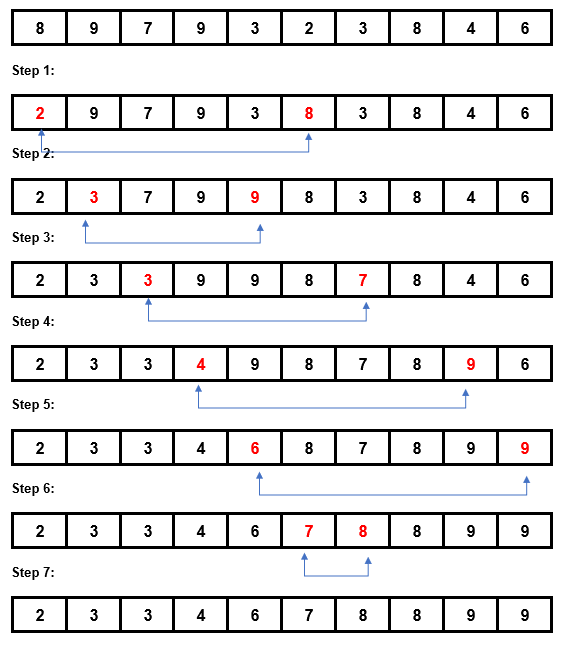 8 9 7 9 3 2 3 8 4 6
Step 1:
2 9 7 9 3 8 3 8 4 6
Step 2:
2 3 7 9 9 8 3 8 4 6
Step 3:
2 3 3 9 9 8 7 8 4 6
Step 4:
2 3 3 4 9 8 7 8 9 6
Step 5:
2 3 3 4 6 8 7 8 9 9
Step 6:
2 3 3 4 6 7 8 8 9 9
Step 7:
2 3 3 4 6 7 8 8 9 9